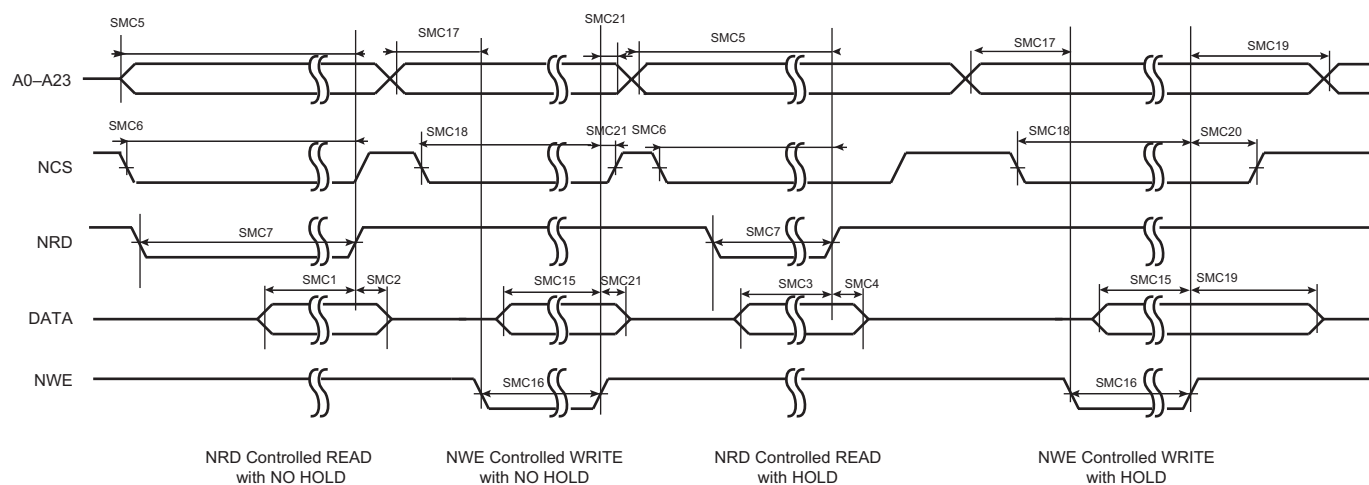 SMC5
SMC17
SMC21
SMC5
SMC17
SMC19
A0–A23
SMC6
SMC18
SMC21
SMC6
SMC18
SMC20
NCS
NRD
SMC7
SMC7
SMC1
SMC2
SMC15
SMC21
SMC3
SMC4
SMC15
SMC19
DATA
NWE
SMC16
SMC16
NRD Controlled READ
with NO HOLD
NWE Controlled WRITE
with NO HOLD
NRD Controlled READ
with HOLD
NWE Controlled WRITE
with HOLD